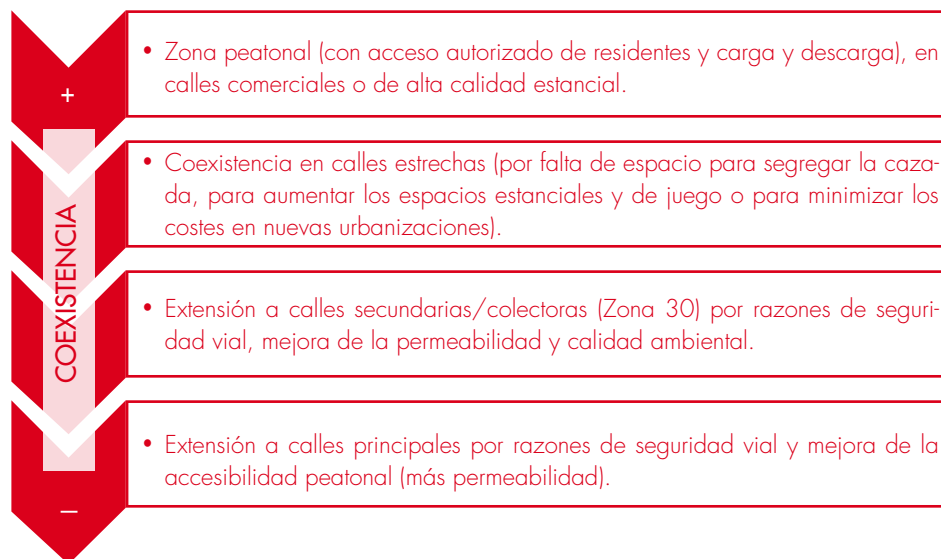 +
• Zona peatonal (con acceso autorizado de residentes y carga y descarga), en
calles comerciales o de alta calidad estancial.
COEXISTENCIA
• Coexistencia en calles estrechas (por falta de espacio para segregar la caza-
da, para aumentar los espacios estanciales y de juego o para minimizar los
costes en nuevas urbanizaciones).
• Extensión a calles secundarias/colectoras (Zona 30) por razones de seguri-
dad vial, mejora de la permeabilidad y calidad ambiental.
• Extensión a calles principales por razones de seguridad vial y mejora de la
accesibilidad peatonal (más permeabilidad).
–